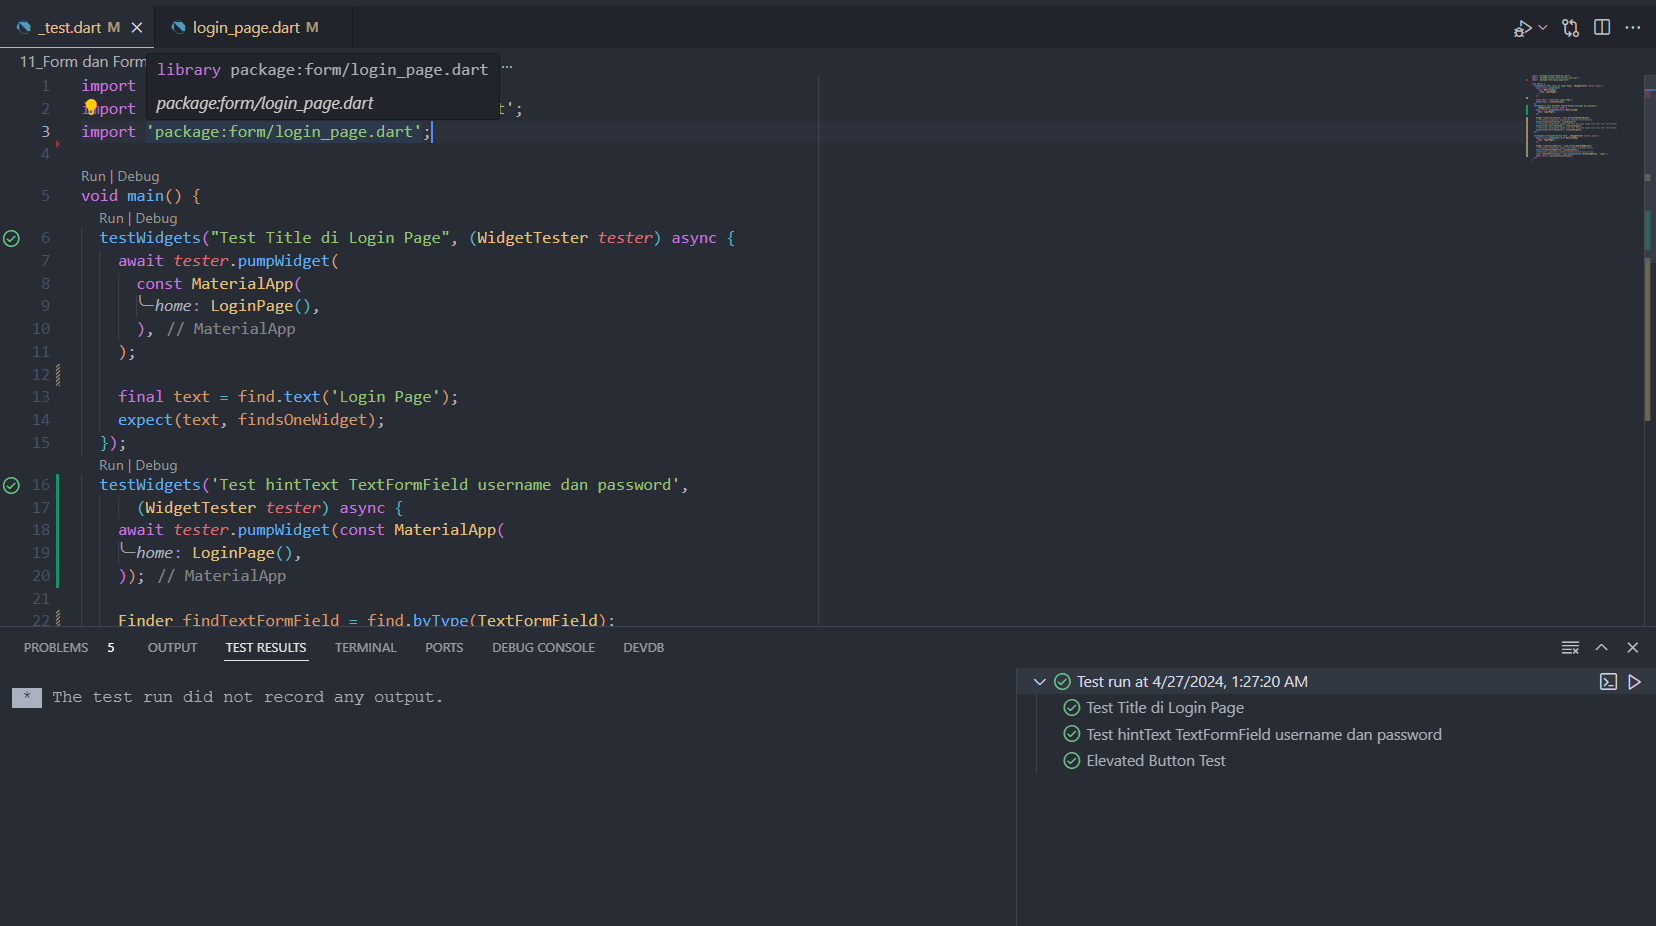 _test.dart M
login_page.dart M
11_Form dan Form
...
library package:form/login_page.dart
package:form/login_page.dart
1 import
2 import t';
3 import 'package:form/login_page.dart';
4
Run | Debug
5 void main() {
Run | Debug
6 testWidgets("Test Title di Login Page", (WidgetTester tester) async {
7 await tester.pumpWidget(
8 const MaterialApp(
9 home: LoginPage(),
10 ), // MaterialApp
11 );
12
13 final text = find.text('Login Page');
14 expect(text, findsOneWidget);
15 });
Run | Debug
16 testWidgets('Test hintText TextFormField username dan password',
17 (WidgetTester tester) async {
18 await tester.pumpWidget(const MaterialApp(
19 home: LoginPage(),
20 )); // MaterialApp
21
22 Finder findTextFormField = find.byType(TextFormField);
PROBLEMS 5 OUTPUT TEST RESULTS TERMINAL PORTS DEBUG CONSOLE DEVDB
* The test run did not record any output.
Test run at 4/27/2024, 1:27:20 AM
Test Title di Login Page
Test hintText TextFormField username dan password
Elevated Button Test